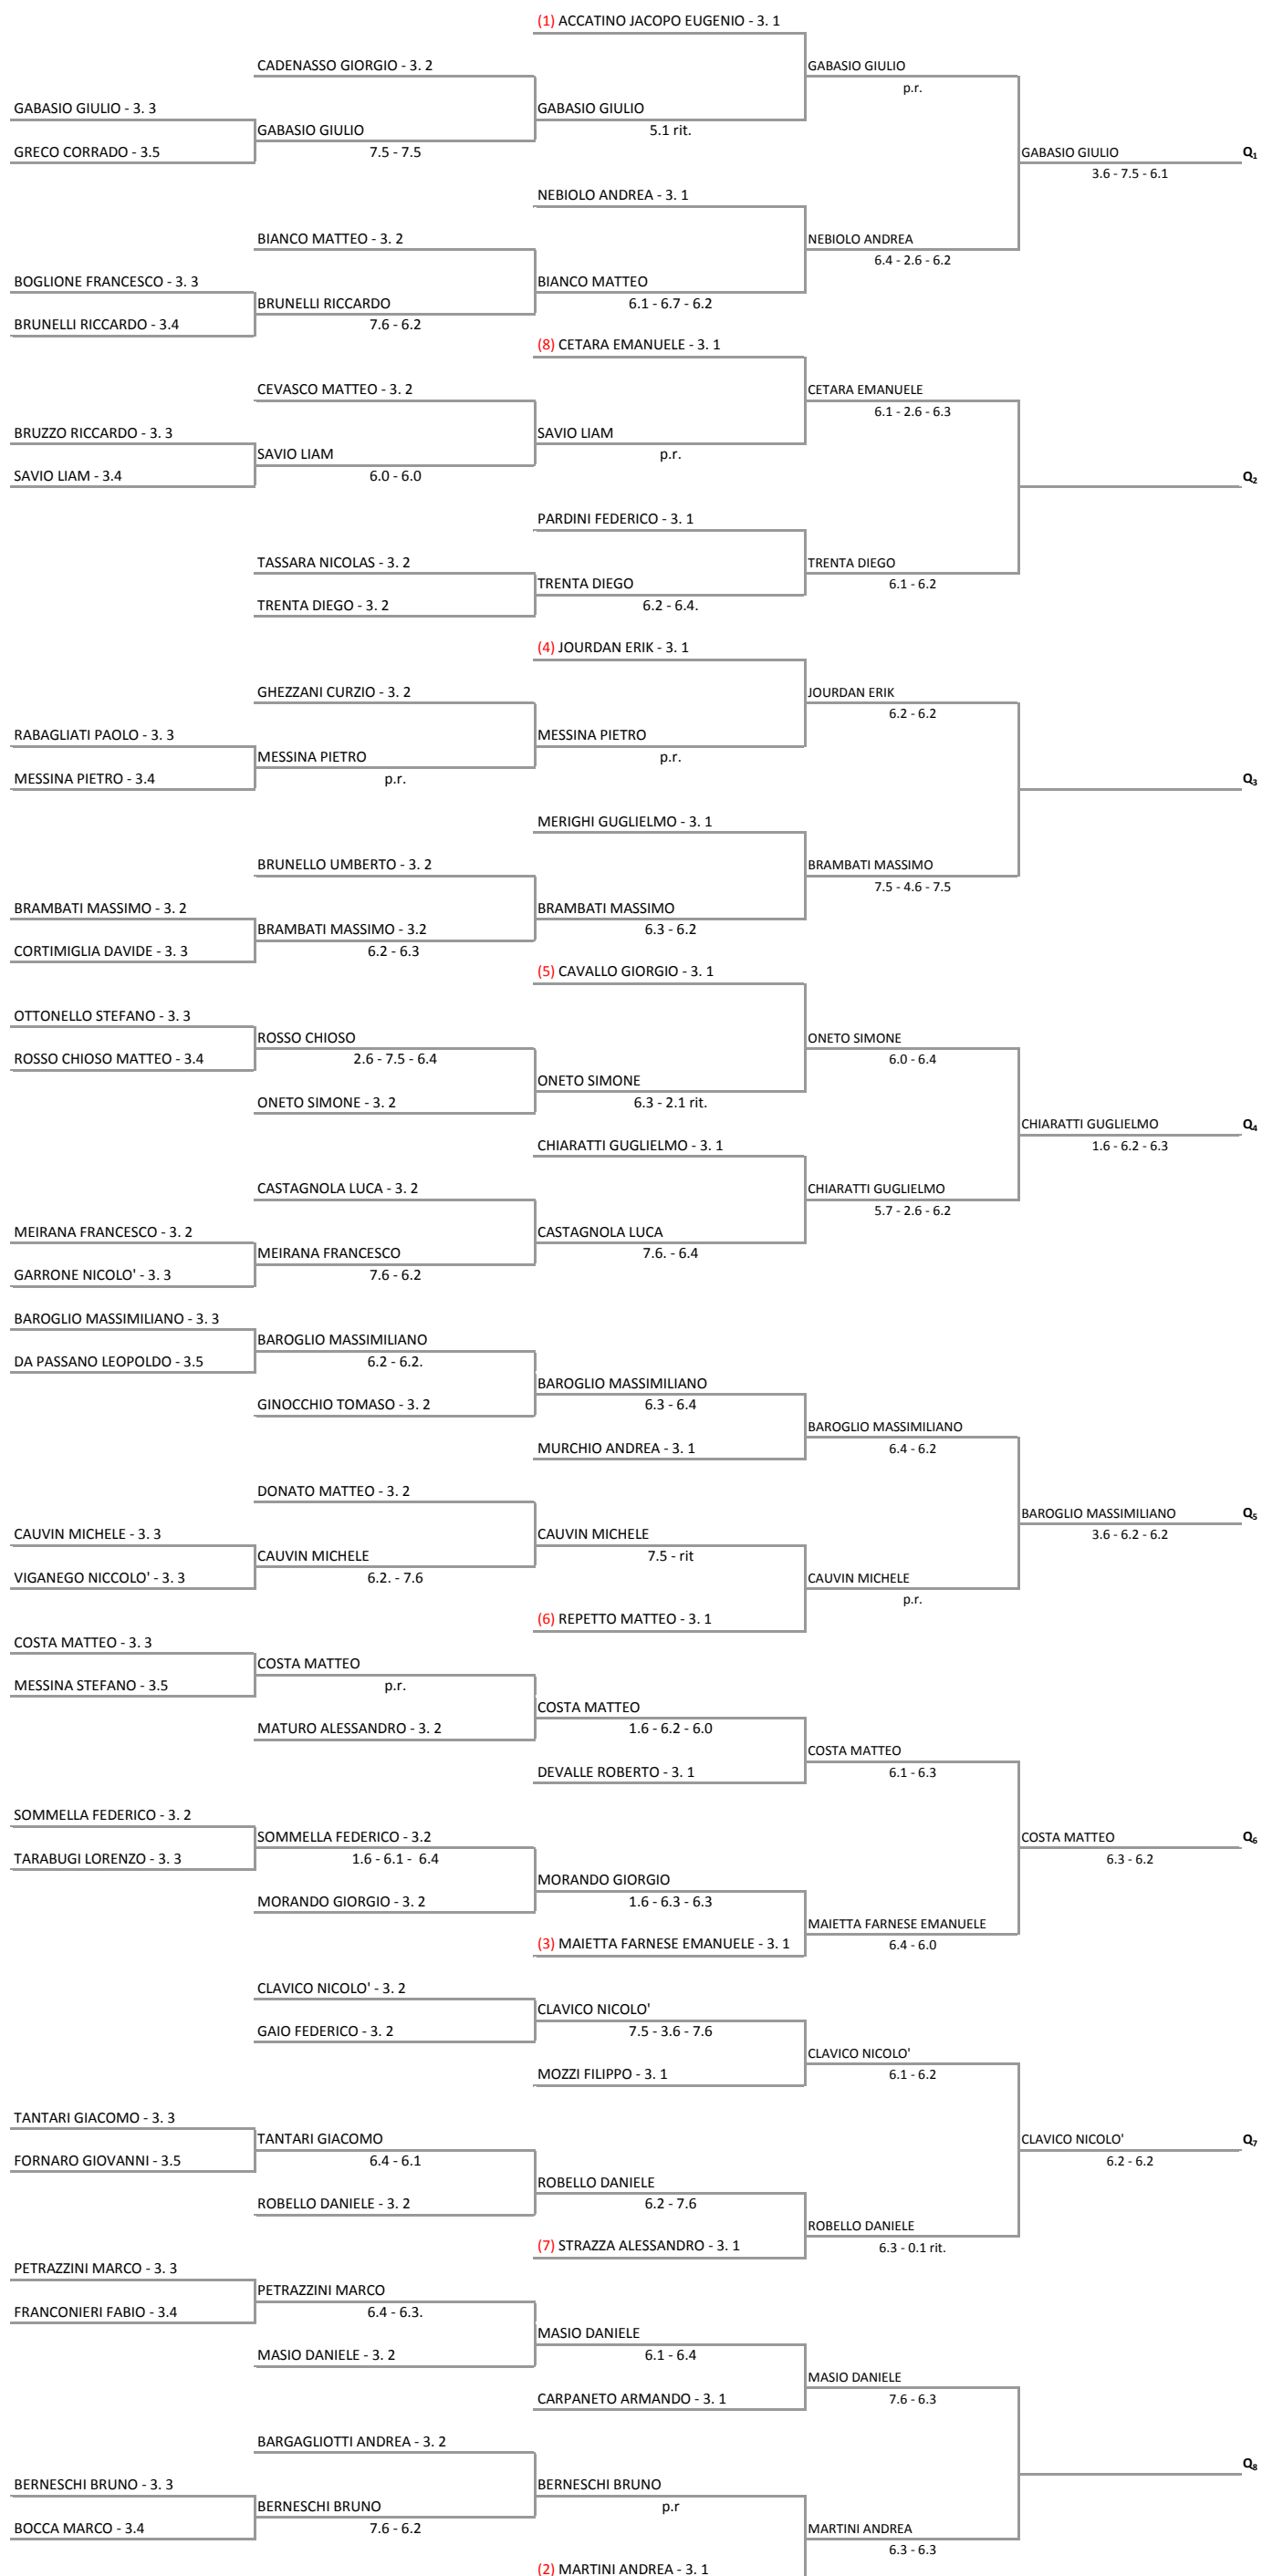 (1) ACCATINO JACOPO EUGENIO - 3. 1
CADENASSO GIORGIO - 3. 2
GABASIO GIULIO
p.r.
GABASIO GIULIO - 3. 3
GABASIO GIULIO
GABASIO GIULIO
5.1 rit.
GRECO CORRADO - 3.5
7.5 - 7.5
GABASIO GIULIO
Q₁
3.6 - 7.5 - 6.1
NEBIOLO ANDREA - 3. 1
BIANCO MATTEO - 3. 2
NEBIOLO ANDREA
6.4 - 2.6 - 6.2
BOGLIONE FRANCESCO - 3. 3
BIANCO MATTEO
BRUNELLI RICCARDO
6.1 - 6.7 - 6.2
BRUNELLI RICCARDO - 3.4
7.6 - 6.2
(8) CETARA EMANUELE - 3. 1
CEVASCO MATTEO - 3. 2
CETARA EMANUELE
6.1 - 2.6 - 6.3
BRUZZO RICCARDO - 3. 3
SAVIO LIAM
SAVIO LIAM
p.r.
SAVIO LIAM - 3.4
6.0 - 6.0
Q₂
PARDINI FEDERICO - 3. 1
TASSARA NICOLAS - 3. 2
TRENTA DIEGO
TRENTA DIEGO
6.1 - 6.2
TRENTA DIEGO - 3. 2
6.2 - 6.4.
(4) JOURDAN ERIK - 3. 1
GHEZZANI CURZIO - 3. 2
JOURDAN ERIK
6.2 - 6.2
RABAGLIATI PAOLO - 3. 3
MESSINA PIETRO
MESSINA PIETRO
p.r.
MESSINA PIETRO - 3.4
p.r.
Q₃
MERIGHI GUGLIELMO - 3. 1
BRUNELLO UMBERTO - 3. 2
BRAMBATI MASSIMO
7.5 - 4.6 - 7.5
BRAMBATI MASSIMO - 3. 2
BRAMBATI MASSIMO
BRAMBATI MASSIMO - 3.2
6.3 - 6.2
CORTIMIGLIA DAVIDE - 3. 3
6.2 - 6.3
(5) CAVALLO GIORGIO - 3. 1
OTTONELLO STEFANO - 3. 3
ROSSO CHIOSO
ONETO SIMONE
ROSSO CHIOSO MATTEO - 3.4
2.6 - 7.5 - 6.4
6.0 - 6.4
ONETO SIMONE
ONETO SIMONE - 3. 2
6.3 - 2.1 rit.
CHIARATTI GUGLIELMO
Q₄
CHIARATTI GUGLIELMO - 3. 1
1.6 - 6.2 - 6.3
CASTAGNOLA LUCA - 3. 2
CHIARATTI GUGLIELMO
5.7 - 2.6 - 6.2
MEIRANA FRANCESCO - 3. 2
CASTAGNOLA LUCA
MEIRANA FRANCESCO
7.6. - 6.4
GARRONE NICOLO' - 3. 3
7.6 - 6.2
BAROGLIO MASSIMILIANO - 3. 3
BAROGLIO MASSIMILIANO
DA PASSANO LEOPOLDO - 3.5
6.2 - 6.2.
BAROGLIO MASSIMILIANO
GINOCCHIO TOMASO - 3. 2
6.3 - 6.4
BAROGLIO MASSIMILIANO
MURCHIO ANDREA - 3. 1
6.4 - 6.2
DONATO MATTEO - 3. 2
BAROGLIO MASSIMILIANO
Q₅
CAUVIN MICHELE - 3. 3
CAUVIN MICHELE
3.6 - 6.2 - 6.2
CAUVIN MICHELE
7.5 - rit
VIGANEGO NICCOLO' - 3. 3
6.2. - 7.6
CAUVIN MICHELE
p.r.
(6) REPETTO MATTEO - 3. 1
COSTA MATTEO - 3. 3
COSTA MATTEO
MESSINA STEFANO - 3.5
p.r.
COSTA MATTEO
MATURO ALESSANDRO - 3. 2
1.6 - 6.2 - 6.0
COSTA MATTEO
DEVALLE ROBERTO - 3. 1
6.1 - 6.3
SOMMELLA FEDERICO - 3. 2
SOMMELLA FEDERICO - 3.2
COSTA MATTEO
Q₆
TARABUGI LORENZO - 3. 3
1.6 - 6.1 - 6.4
6.3 - 6.2
MORANDO GIORGIO
MORANDO GIORGIO - 3. 2
1.6 - 6.3 - 6.3
MAIETTA FARNESE EMANUELE
(3) MAIETTA FARNESE EMANUELE - 3. 1
6.4 - 6.0
CLAVICO NICOLO' - 3. 2
CLAVICO NICOLO'
GAIO FEDERICO - 3. 2
7.5 - 3.6 - 7.6
CLAVICO NICOLO'
MOZZI FILIPPO - 3. 1
6.1 - 6.2
TANTARI GIACOMO - 3. 3
TANTARI GIACOMO
CLAVICO NICOLO'
Q₇
FORNARO GIOVANNI - 3.5
6.4 - 6.1
6.2 - 6.2
ROBELLO DANIELE
ROBELLO DANIELE - 3. 2
6.2 - 7.6
ROBELLO DANIELE
(7) STRAZZA ALESSANDRO - 3. 1
6.3 - 0.1 rit.
PETRAZZINI MARCO - 3. 3
PETRAZZINI MARCO
FRANCONIERI FABIO - 3.4
6.4 - 6.3.
MASIO DANIELE
MASIO DANIELE - 3. 2
6.1 - 6.4
MASIO DANIELE
CARPANETO ARMANDO - 3. 1
7.6 - 6.3
BARGAGLIOTTI ANDREA - 3. 2
Q₈
BERNESCHI BRUNO - 3. 3
BERNESCHI BRUNO
BERNESCHI BRUNO
p.r
BOCCA MARCO - 3.4
7.6 - 6.2
MARTINI ANDREA
6.3 - 6.3
(2) MARTINI ANDREA - 3. 1